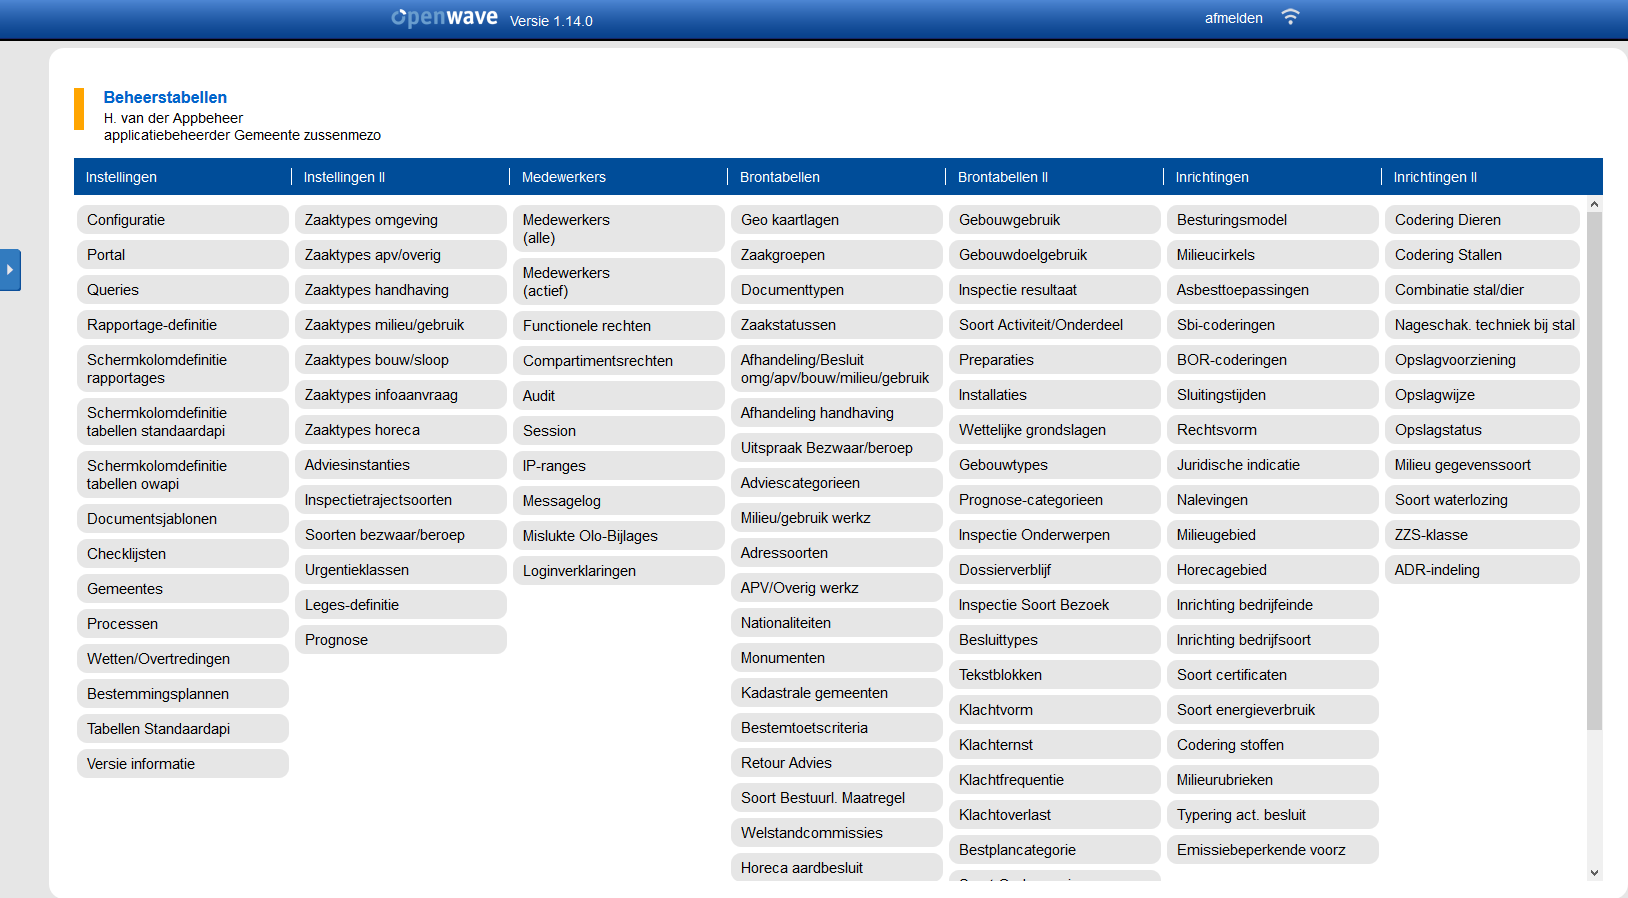 openwave Versie 1.14.0
afmelden
Beheerstabellen
H. van der Appbeheer
applicatiebeheerder Gemeente zussenmezo
Instellingen
Instellingen II
Medewerkers
Brontabellen
Brontabellen II
Inrichtingen
Inrichtingen II
Configuratie
Portal
Queries
Rapportage-definitie
Schermkolomdefinitie
rapportages
Schermkolomdefinitie
tabellen standaardapi
Schermkolomdefinitie
tabellen owapi
Documentsjablonen
Checklijsten
Gemeentes
Processen
Wetten/Overtredingen
Bestemmingsplannen
Tabellen Standaardapi
Versie informatie
Zaaktypes omgeving
Zaaktypes apv/overig
Zaaktypes handhaving
Zaaktypes milieu/gebruik
Zaaktypes bouw/sloop
Zaaktypes infoaanvraag
Zaaktypes horeca
Adviesinstanties
Inspectietrajectsoorten
Soorten bezwaar/beroep
Urgentieklassen
Leges-definitie
Prognose
Medewerkers
(alle)
Medewerkers
(actief)
Functionele rechten
Compartimentsrechten
Audit
Session
IP-ranges
Messagelog
Mislukte Olo-Bijlages
Loginverklaringen
Geo kaartlagen
Zaakgroepen
Documenttypen
Zaakstatussen
Afhandeling/Besluit
omg/apv/bouw/milieu/gebruik
Afhandeling handhaving
Uitspraak Bezwaar/beroep
Adviescategorieen
Milieu/gebruik werkz
Adressoorten
APV/Overig werkz
Nationaliteiten
Monumenten
Kadastrale gemeenten
Bestemtoetscriteria
Retour Advies
Soort Bestuurl. Maatregel
Welstandcommissies
Horeca aardbesluit
Gebouwgebruik
Gebouwdoelgebruik
Inspectie resultaat
Soort Activiteit/Onderdeel
Preparaties
Installaties
Wettelijke grondslagen
Gebouwtypes
Prognose-categorieen
Inspectie Onderwerpen
Dossierverblijf
Inspectie Soort Bezoek
Besluittypes
Tekstblokken
Klachtvorm
Klachternst
Klachtfrequentie
Klachtoverlast
Bestplancategorie
Besturingsmodel
Milieucirkels
Asbesttoepassingen
Sbi-coderingen
BOR-coderingen
Sluitingstijden
Rechtsvorm
Juridische indicatie
Nalevingen
Milieugebied
Horecagebied
Inrichting bedrijfeinde
Inrichting bedrijfsoort
Soort certificaten
Soort energieverbruik
Codering stoffen
Milieurubrieken
Typering act. besluit
Emissiebeperkende voorz
Codering Dieren
Codering Stallen
Combinatie stal/dier
Nageschak. techniek bij stal
Opslagvoorziening
Opslagwijze
Opslagstatus
Milieu gegevenssoort
Soort waterlozing
ZZS-klasse
ADR-indeling